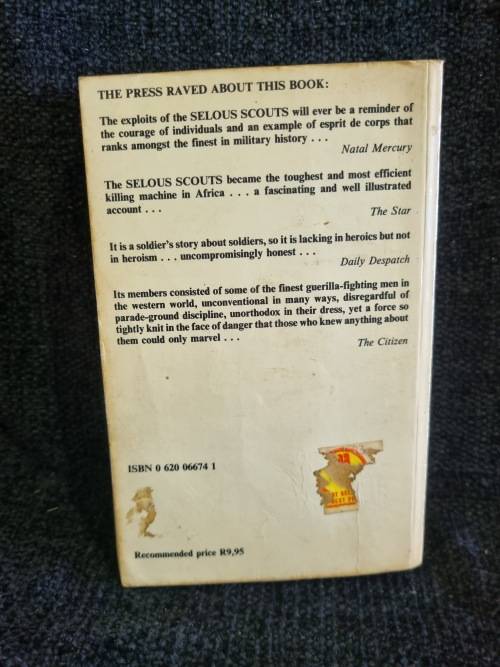 THE PRESS RAVED ABOUT THIS BOOK:
The exploits of the SELOUS SCOUTS will ever be a reminder of
the courage of individuals and an example of esprit de corps that
ranks amongst the finest in military history . . .
Natal Mercury
The SELOUS SCOUTS became the toughest and most efficient
killing machine in Africa . . . a fascinating and well illustrated
account . . .
The Star
It is a soldier's story about soldiers, so it is lacking in heroics but not
in heroism . . . uncompromisingly honest . . .
Daily Despatch
Its members consisted of some of the finest guerilla-fighting men in
the western world, unconventional in many ways, disregardful of
parade-ground discipline, unorthodox in their dress, yet a force so
tightly knit in the face of danger that those who knew anything about
them could only marvel . . .
The Citizen
ISBN 0 620 06674 1
Recommended price R9,95